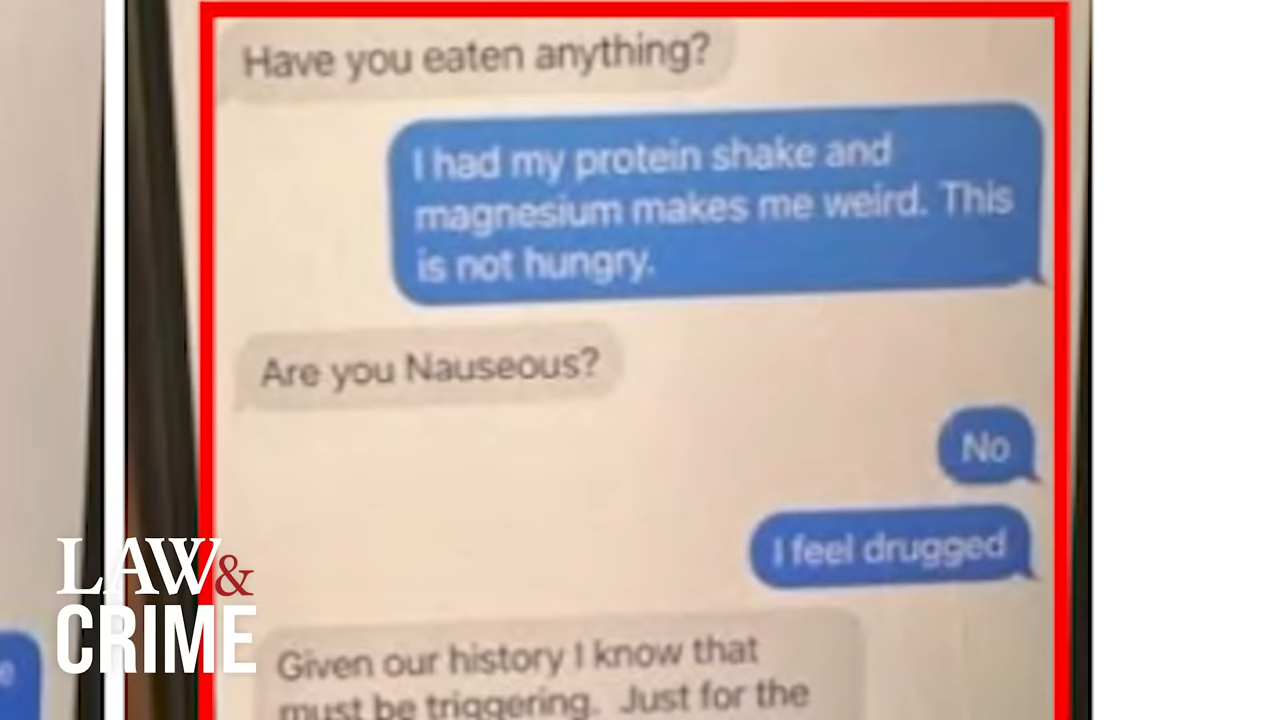 Have you eaten anything?
I had my protein shake and
magnesium makes me weird. This
is not hungry.
Are you Nauseous?
No
I feel drugged
Given our history I know that
must be triggering. Just for the
e
LAW&
CRIME